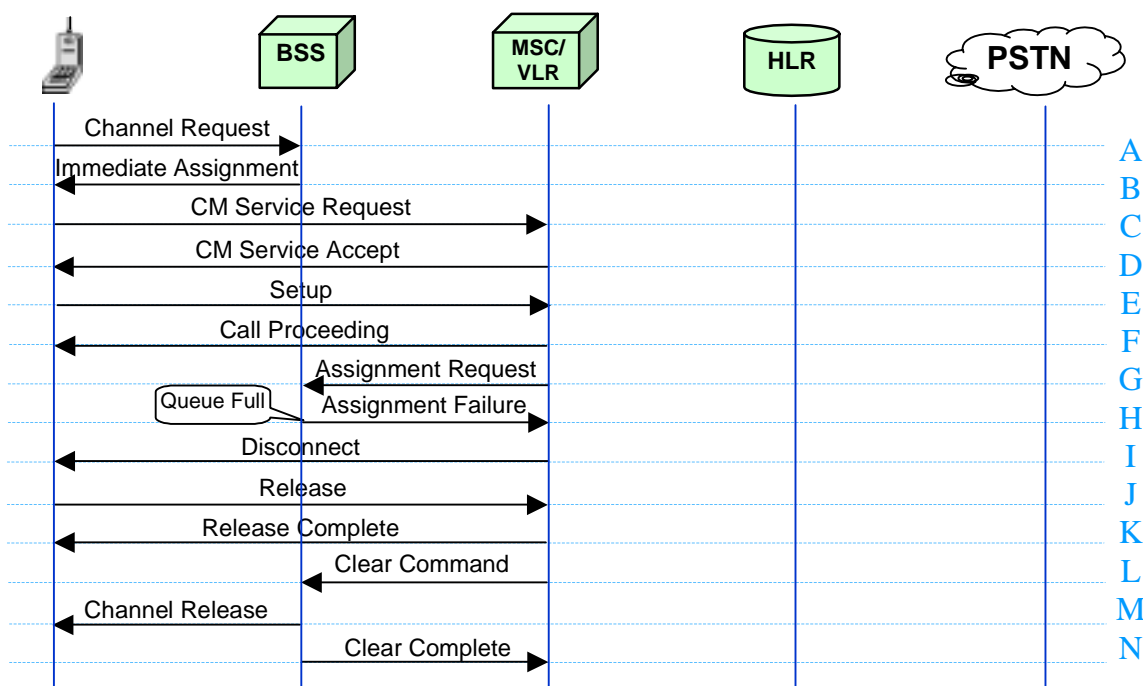 BSS
MSC/
VLR
HLR
PSTN
Channel Request
A
Immediate Assignment
B
CM Service Request
C
CM Service Accept
D
Setup
E
Call Proceeding
F
Assignment Request
G
Queue Full
Assignment Failure
H
Disconnect
I
Release
J
Release Complete
K
Clear Command
L
Channel Release
M
Clear Complete
N